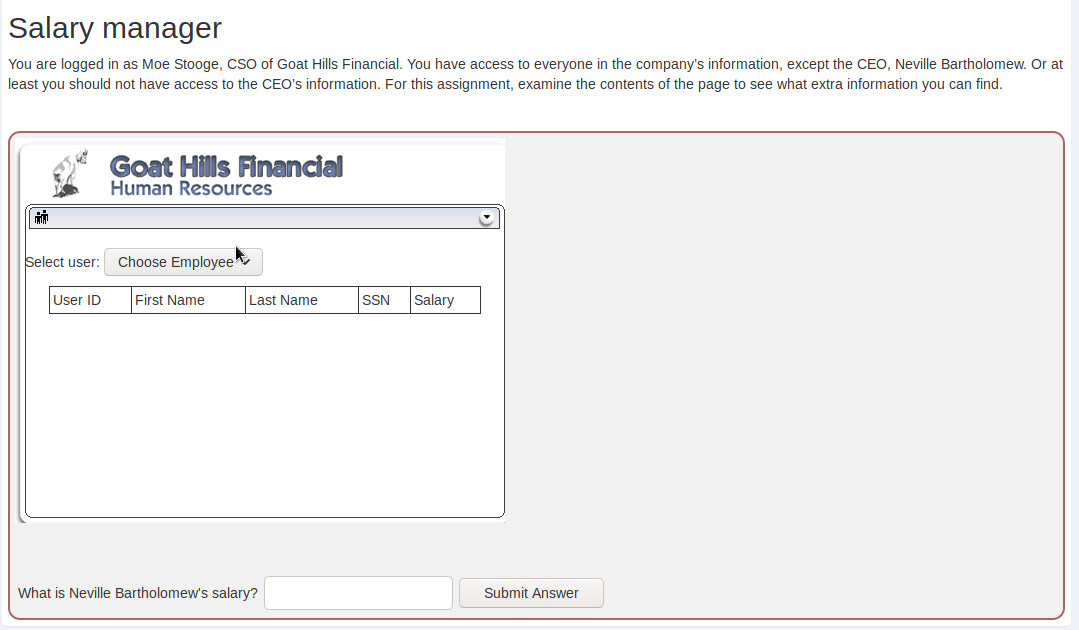 Salary manager
You are logged in as Moe Stooge, CSO of Goat Hills Financial. You have access to everyone in the company's information, except the CEO, Neville Bartholomew. Or at
least you should not have access to the CEO's information. For this assignment, examine the contents of the page to see what extra information you can find.
Goat Hills Financial
Human Resources
Select user: Choose Employee
User ID First Name Last Name SSN Salary
What is Neville Bartholomew's salary? Submit Answer